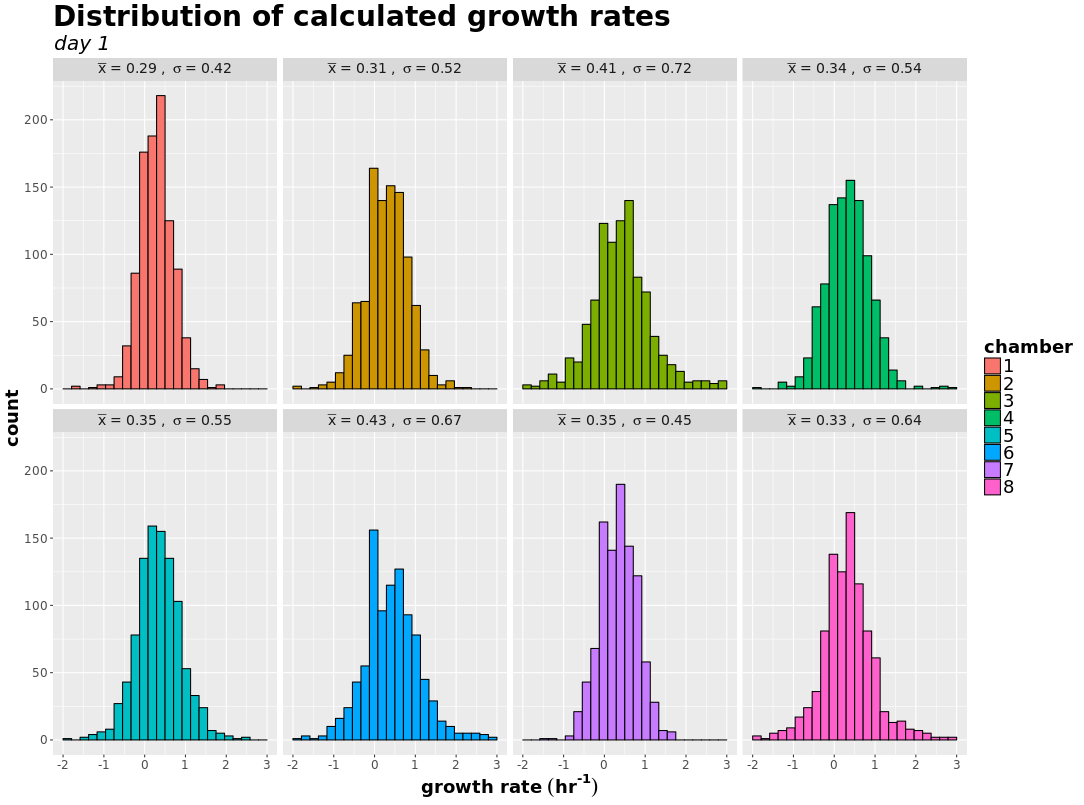 Distribution of calculated growth rates
day 1
x̅ = 0.29 , σ = 0.42
x̅ = 0.31 , σ = 0.52
x̅ = 0.41 , σ = 0.72
x̅ = 0.34 , σ = 0.54
200
150
100
50
0
x̅ = 0.35 , σ = 0.55
x̅ = 0.43 , σ = 0.67
x̅ = 0.35 , σ = 0.45
x̅ = 0.33 , σ = 0.64
200
150
100
50
0
-2 -1 0 1 2 3
-2 -1 0 1 2 3
-2 -1 0 1 2 3
-2 -1 0 1 2 3
growth rate (hr⁻¹)
count
chamber
1
2
3
4
5
6
7
8